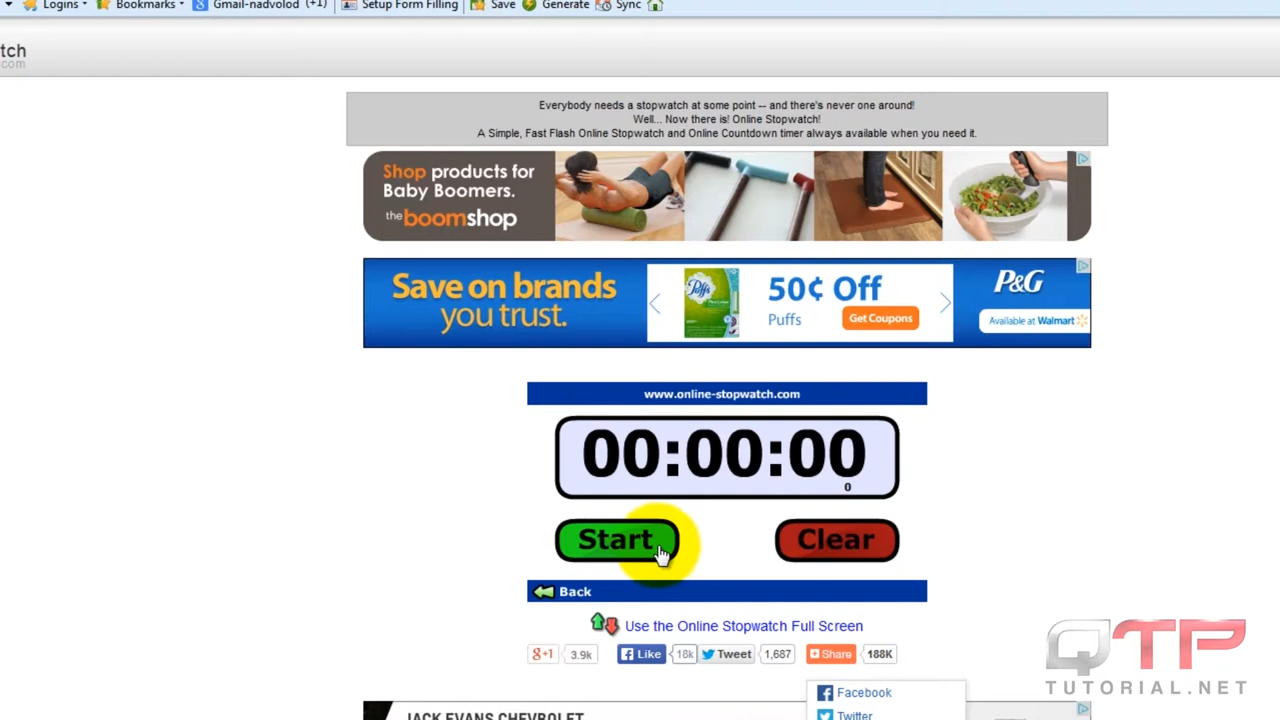 Logins
Bookmarks
Gmail-nadvolod (+1)
Setup Form Filling
Save
Generate
Sync
tch
com
Everybody needs a stopwatch at some point -- and there's never one around!
Well... Now there is! Online Stopwatch!
A Simple, Fast Flash Online Stopwatch and Online Countdown timer always available when you need it.
Shop products for
Baby Boomers.
the boomshop
Save on brands
you trust.
Puffs
50¢ Off
Puffs
Get Coupons
P&G
Available at Walmart
www.online-stopwatch.com
00:00:00
0
Start
Clear
Back
Use the Online Stopwatch Full Screen
g+1
3.9k
Like
18k
Tweet
1,687
Share
188K
Facebook
Twitter
JACK EVANS CHEVROLET
QTP
TUTORIAL.NET